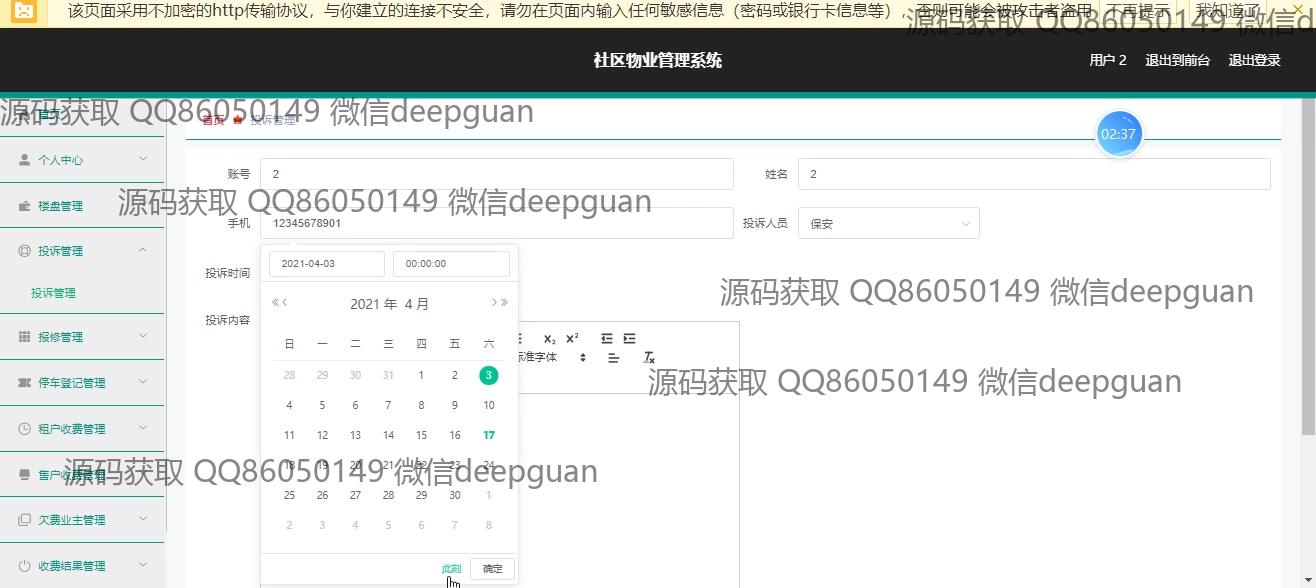 该页面采用不加密的http传输协议，与你建立的连接不安全，请勿在页面内输入任何敏感信息（密码或银行卡信息等），否则可能会被攻击者盗用 不再提示 我知道了
源码获取 QQ86050149 微信d
社区物业管理系统
用户 2 退出到前台 退出登录
源码获取 QQ86050149 微信deepguan
首页
首页 投诉管理
02:37
个人中心
账号 2
姓名 2
楼盘管理
源码获取 QQ86050149 微信deepguan
手机 12345678901
投诉人员 保安
投诉管理
投诉管理
投诉时间
2021-04-03 00:00:00
源码获取 QQ86050149 微信deepguan
2021 年 4 月
投诉内容
报修管理
日 一 二 三 四 五 六
标准字体
28 29 30 31 1 2 3
停车登记管理
源码获取 QQ86050149 微信deepguan
4 5 6 7 8 9 10
租户收费管理
11 12 13 14 15 16 17
售户收费管理
18 19 20 21 22 23 24
源码获取 QQ86050149 微信deepguan
25 26 27 28 29 30 1
欠费业主管理
2 3 4 5 6 7 8
收费结果管理
此刻 确定